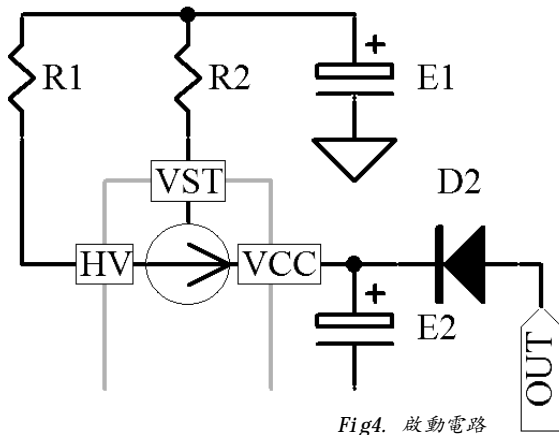 R1
R2
+
E1
VST
D2
HV
VCC
+
E2
OUT
Fig4. 啟動電路